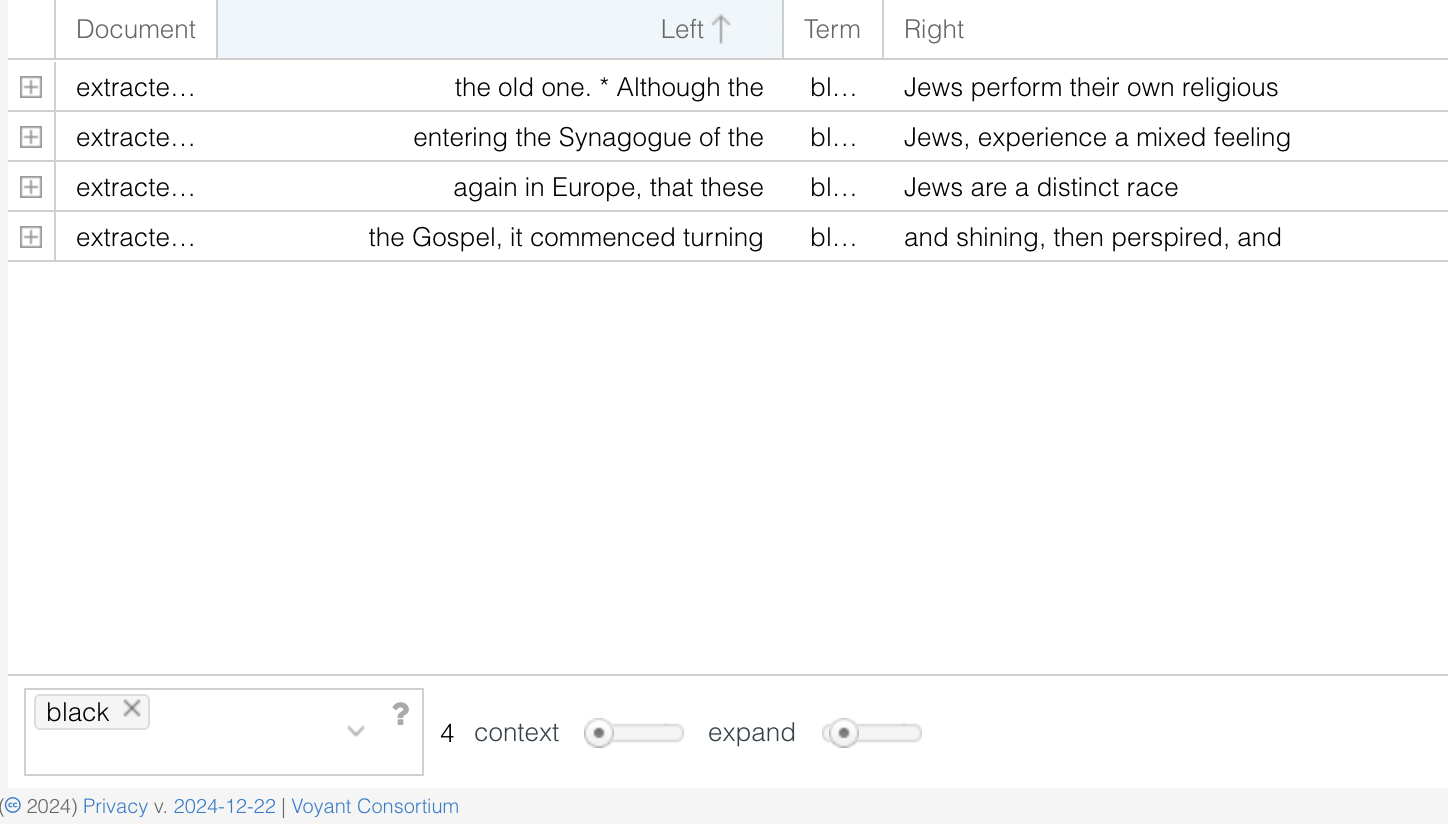 Document Left ↑ Term Right
extracte… the old one. * Although the bl… Jews perform their own religious
extracte… entering the Synagogue of the bl… Jews, experience a mixed feeling
extracte… again in Europe, that these bl… Jews are a distinct race
extracte… the Gospel, it commenced turning bl… and shining, then perspired, and
black ? 4 context expand
(cc 2024) Privacy v. 2024-12-22 | Voyant Consortium